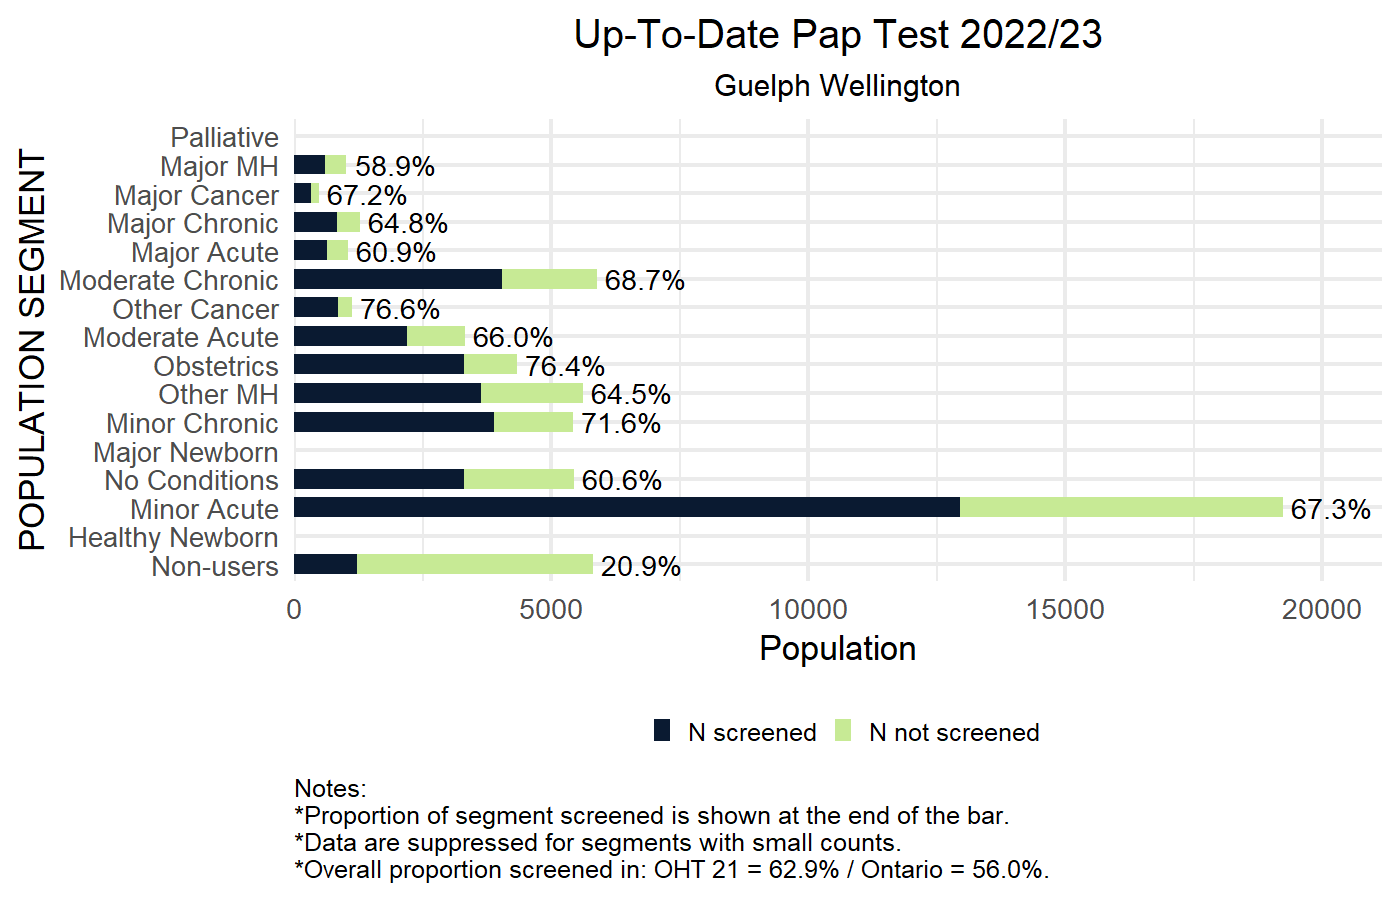 Up-To-Date Pap Test 2022/23
Guelph Wellington
POPULATION SEGMENT
Palliative
Major MH 58.9%
Major Cancer 67.2%
Major Chronic 64.8%
Major Acute 60.9%
Moderate Chronic 68.7%
Other Cancer 76.6%
Moderate Acute 66.0%
Obstetrics 76.4%
Other MH 64.5%
Minor Chronic 71.6%
Major Newborn
No Conditions 60.6%
Minor Acute 67.3%
Healthy Newborn
Non-users 20.9%
0 5000 10000 15000 20000
Population
N screened N not screened
Notes:
*Proportion of segment screened is shown at the end of the bar.
*Data are suppressed for segments with small counts.
*Overall proportion screened in: OHT 21 = 62.9% / Ontario = 56.0%.